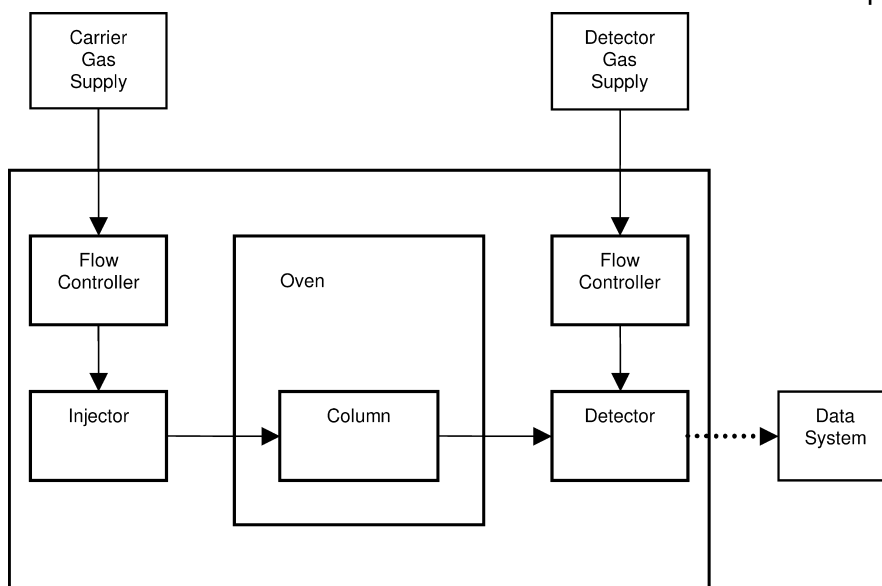 Carrier
Gas
Supply
Detector
Gas
Supply
Flow
Controller
Oven
Flow
Controller
Injector
Column
Detector
Data
System